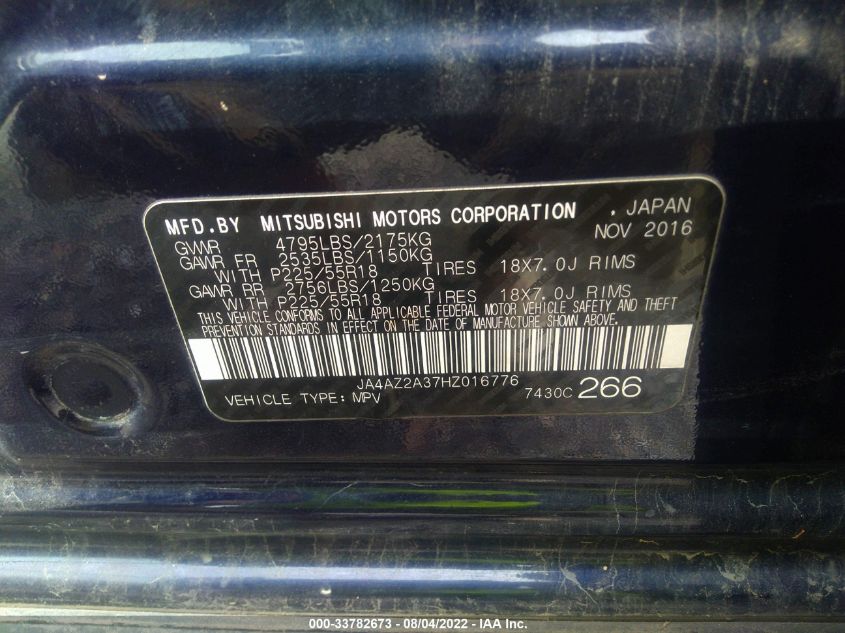 MFD.BY MITSUBISHI MOTORS CORPORATION , JAPAN
GVWR 4795LBS/2175KG NOV 2016
GAWR FR 2535LBS/1150KG
WITH P225/55R18 TIRES 18X7.0J RIMS
GAWR RR 2756LBS/1250KG
WITH P225/55R18 TIRES 18X7.0J RIMS
THIS VEHICLE CONFORMS TO ALL APPLICABLE FEDERAL MOTOR VEHICLE SAFETY AND THEFT
PREVENTION STANDARDS IN EFFECT ON THE DATE OF MANUFACTURE SHOWN ABOVE.
JA4AZ2A37HZ016776
VEHICLE TYPE: MPV 7430C 266
000-33782673 - 08/04/2022 - IAA Inc.